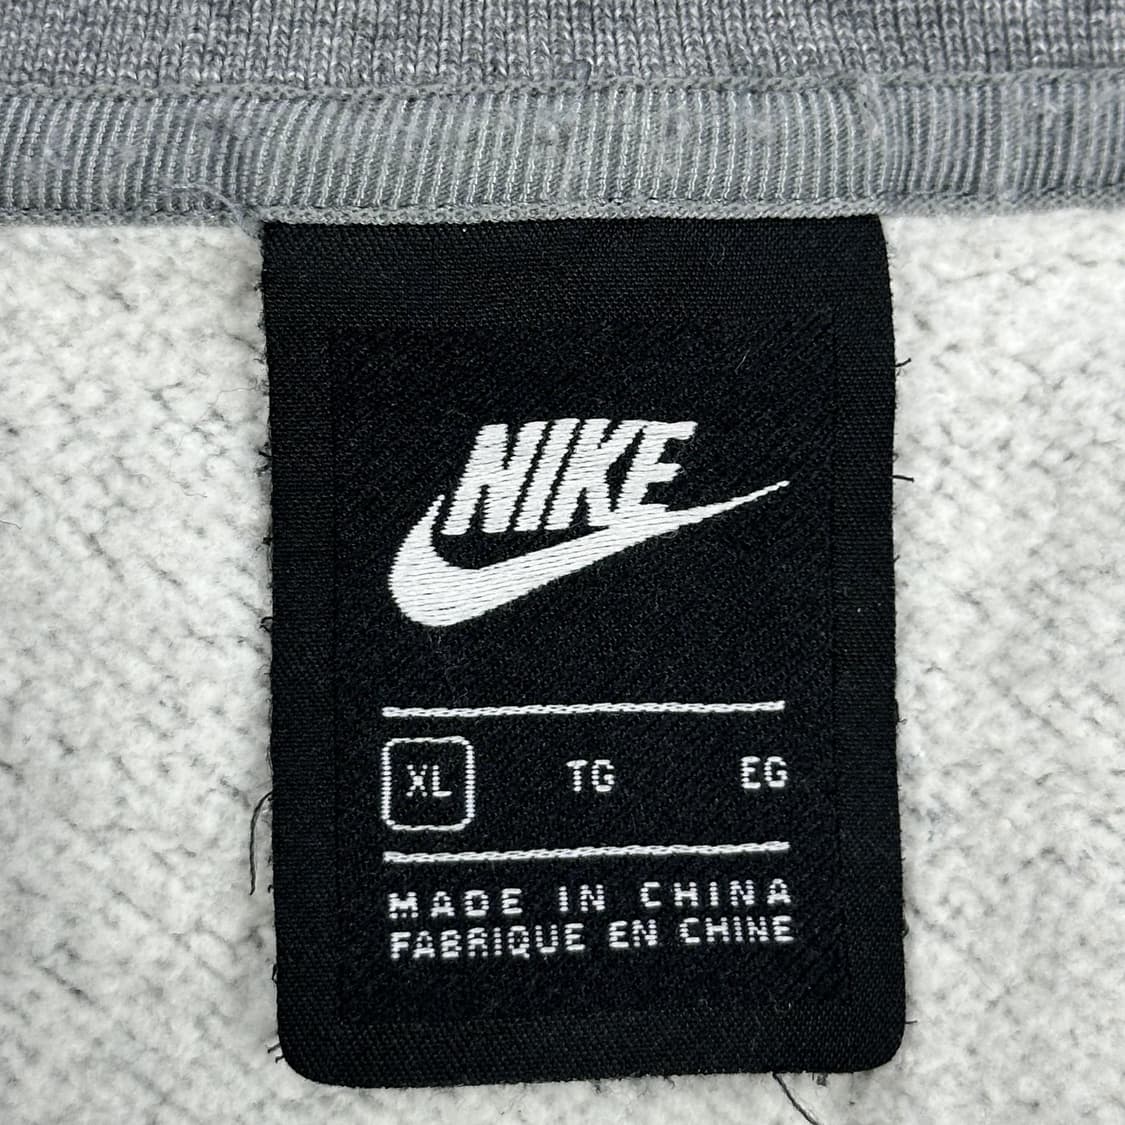 NIKE
XL TG EG
MADE IN CHINA
FABRIQUE EN CHINE